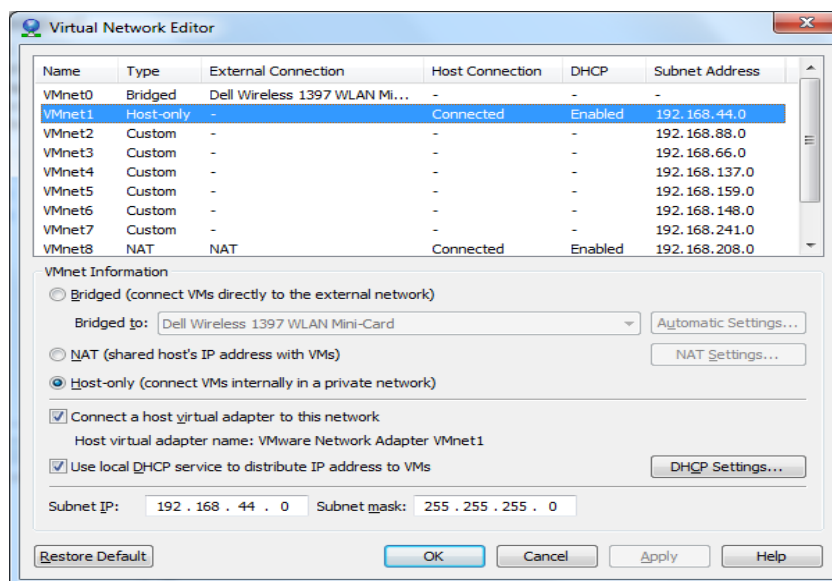 Virtual Network Editor
Name Type External Connection Host Connection DHCP Subnet Address
VMnet0 Bridged Dell Wireless 1397 WLAN Mi... - - -
VMnet1 Host-only - Connected Enabled 192.168.44.0
VMnet2 Custom - - - 192.168.88.0
VMnet3 Custom - - - 192.168.66.0
VMnet4 Custom - - - 192.168.137.0
VMnet5 Custom - - - 192.168.159.0
VMnet6 Custom - - - 192.168.148.0
VMnet7 Custom - - - 192.168.241.0
VMnet8 NAT NAT Connected Enabled 192.168.208.0
VMnet Information
Bridged (connect VMs directly to the external network)
Bridged to: Dell Wireless 1397 WLAN Mini-Card Automatic Settings...
NAT (shared host's IP address with VMs) NAT Settings...
Host-only (connect VMs internally in a private network)
Connect a host virtual adapter to this network
Host virtual adapter name: VMware Network Adapter VMnet1
Use local DHCP service to distribute IP address to VMs DHCP Settings...
Subnet IP: 192 . 168 . 44 . 0 Subnet mask: 255 . 255 . 255 . 0
Restore Default OK Cancel Apply Help